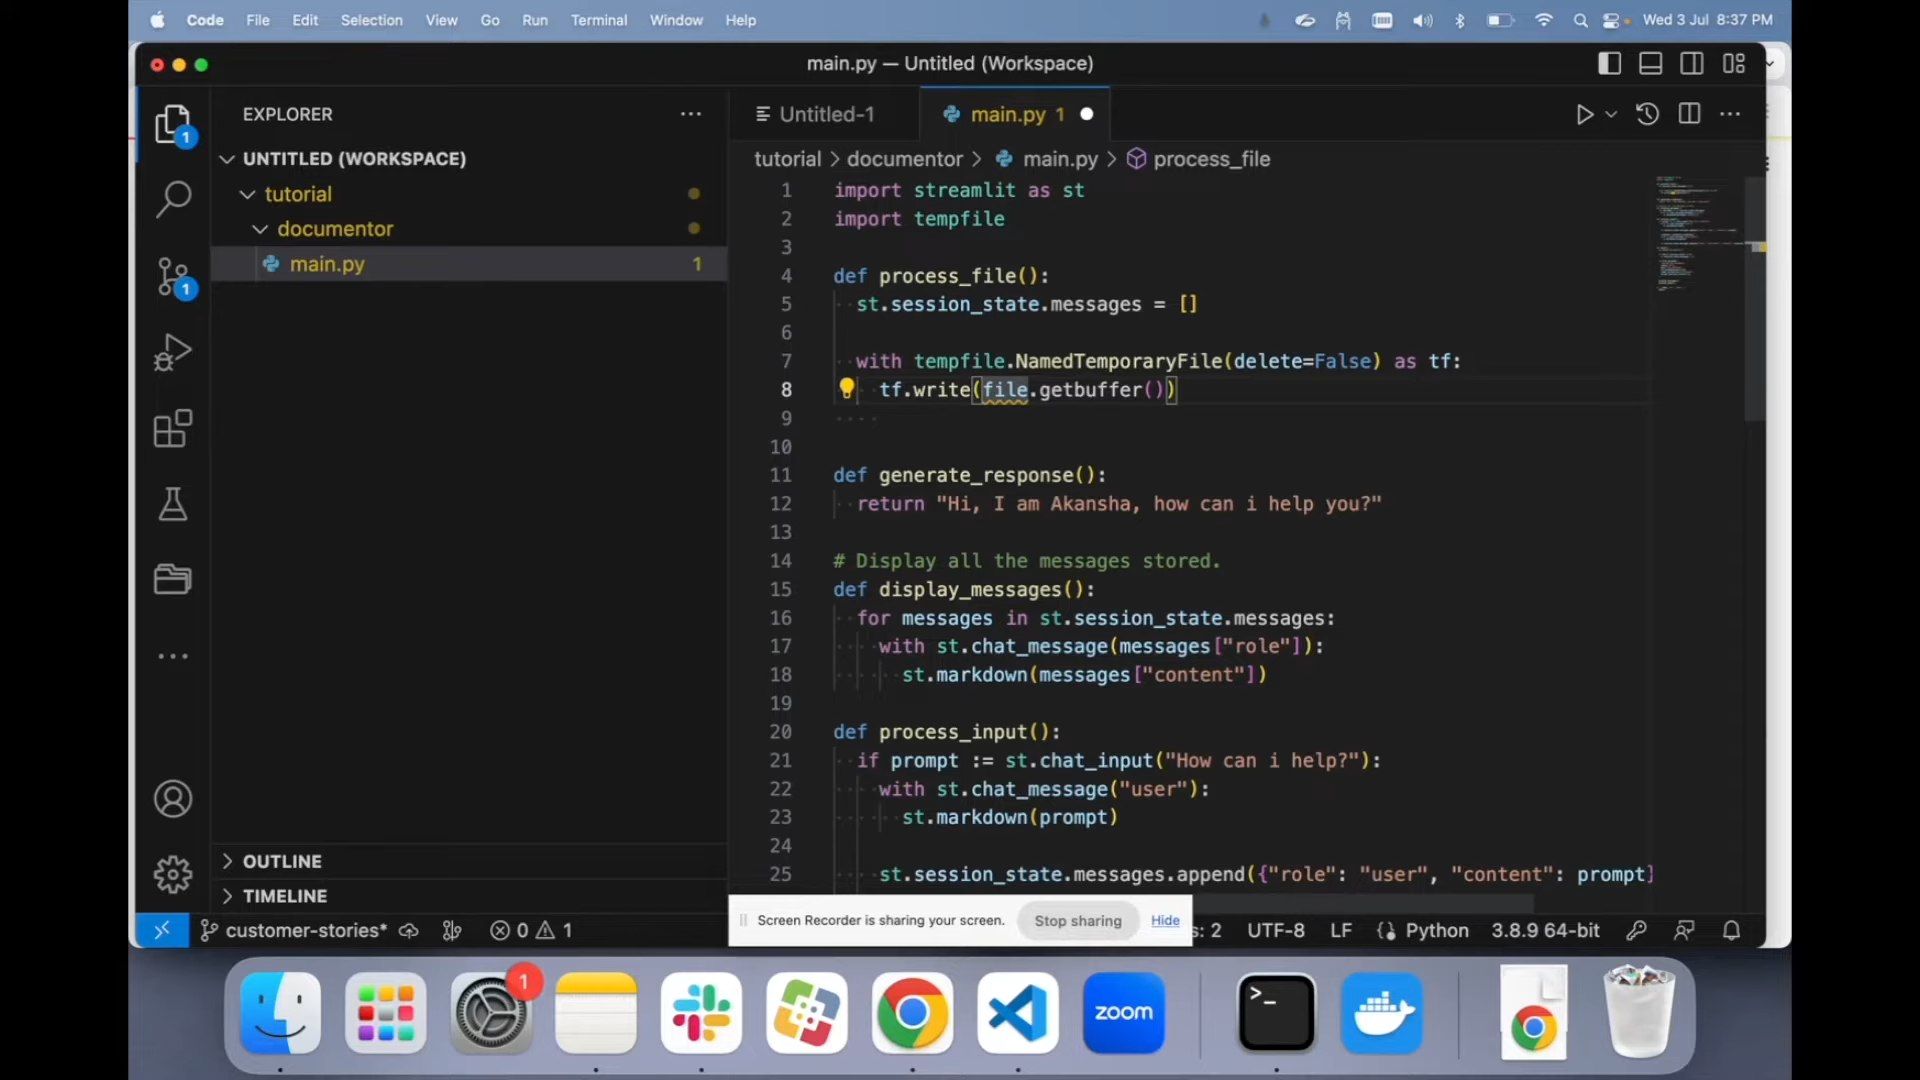 Code File Edit Selection View Go Run Terminal Window Help Wed 3 Jul 8:37 PM
main.py — Untitled (Workspace)
EXPLORER
Untitled-1 main.py 1
UNTITLED (WORKSPACE)
tutorial
documentor
main.py 1
1
1
tutorial > documentor > main.py > process_file
1 import streamlit as st
2 import tempfile
3
4 def process_file():
5 st.session_state.messages = []
6
7 with tempfile.NamedTemporaryFile(delete=False) as tf:
8 tf.write(file.getbuffer())
9
10
11 def generate_response():
12 return "Hi, I am Akansha, how can i help you?"
13
14 # Display all the messages stored.
15 def display_messages():
16 for messages in st.session_state.messages:
17 with st.chat_message(messages["role"]):
18 st.markdown(messages["content"])
19
20 def process_input():
21 if prompt := st.chat_input("How can i help?"):
22 with st.chat_message("user"):
23 st.markdown(prompt)
24
25 st.session_state.messages.append({"role": "user", "content": prompt}
OUTLINE
TIMELINE
customer-stories* 0 1
Screen Recorder is sharing your screen. Stop sharing Hide
s: 2 UTF-8 LF Python 3.8.9 64-bit
1
zoom